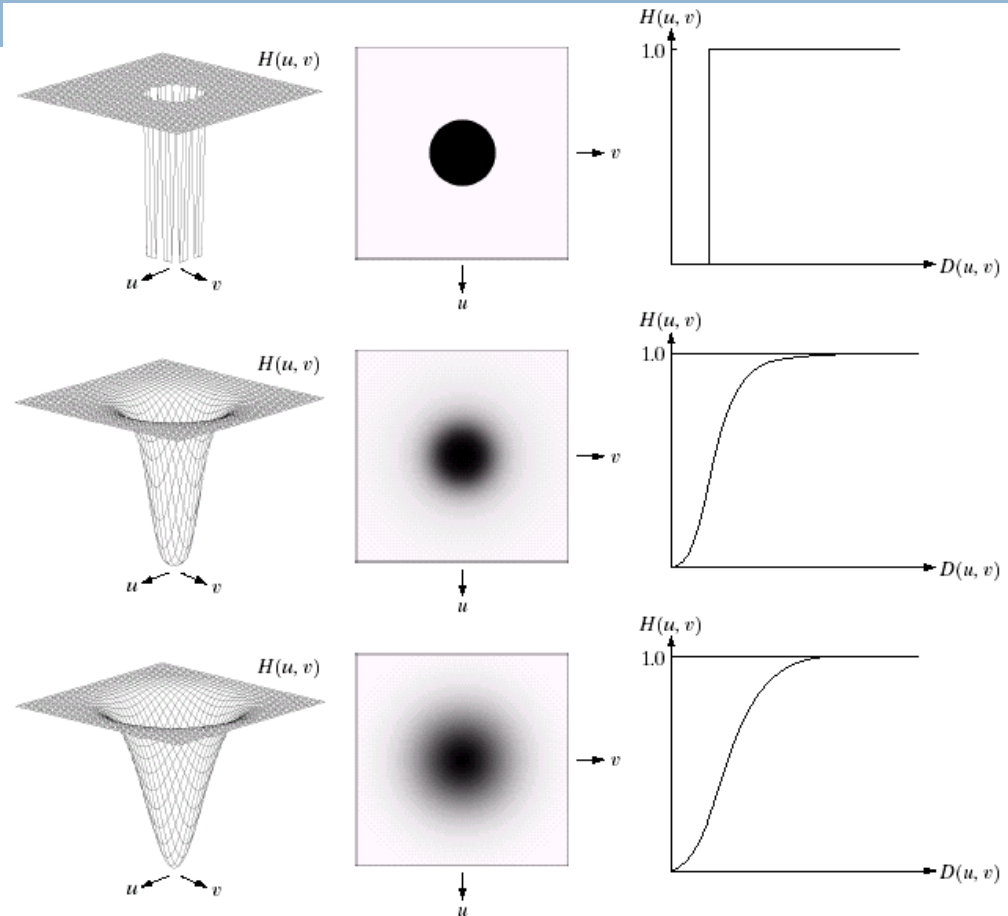 H(u, v)
u
v
v
u
H(u, v)
1.0
D(u, v)
H(u, v)
u
v
v
u
H(u, v)
1.0
D(u, v)
H(u, v)
u
v
v
u
H(u, v)
1.0
D(u, v)